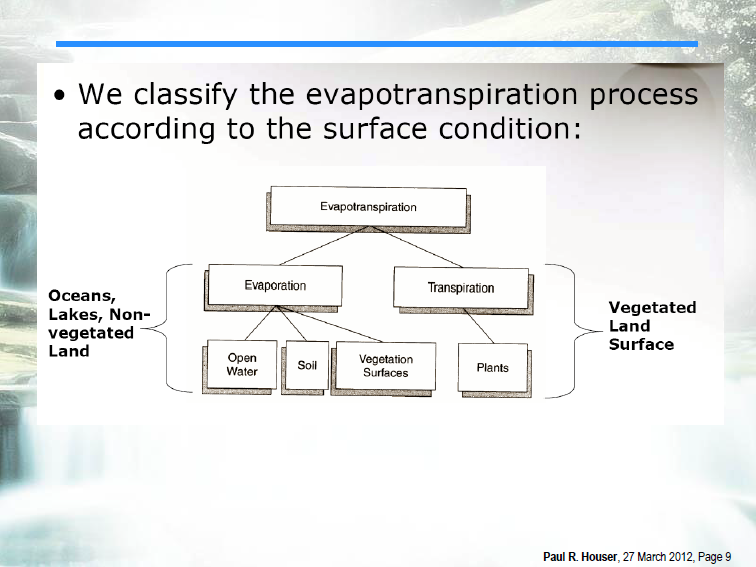 • We classify the evapotranspiration process
according to the surface condition:
Evapotranspiration
Evaporation
Transpiration
Oceans,
Lakes, Non-
vegetated
Land
Open
Water
Soil
Vegetation
Surfaces
Plants
Vegetated
Land
Surface
Paul R. Houser, 27 March 2012, Page 9